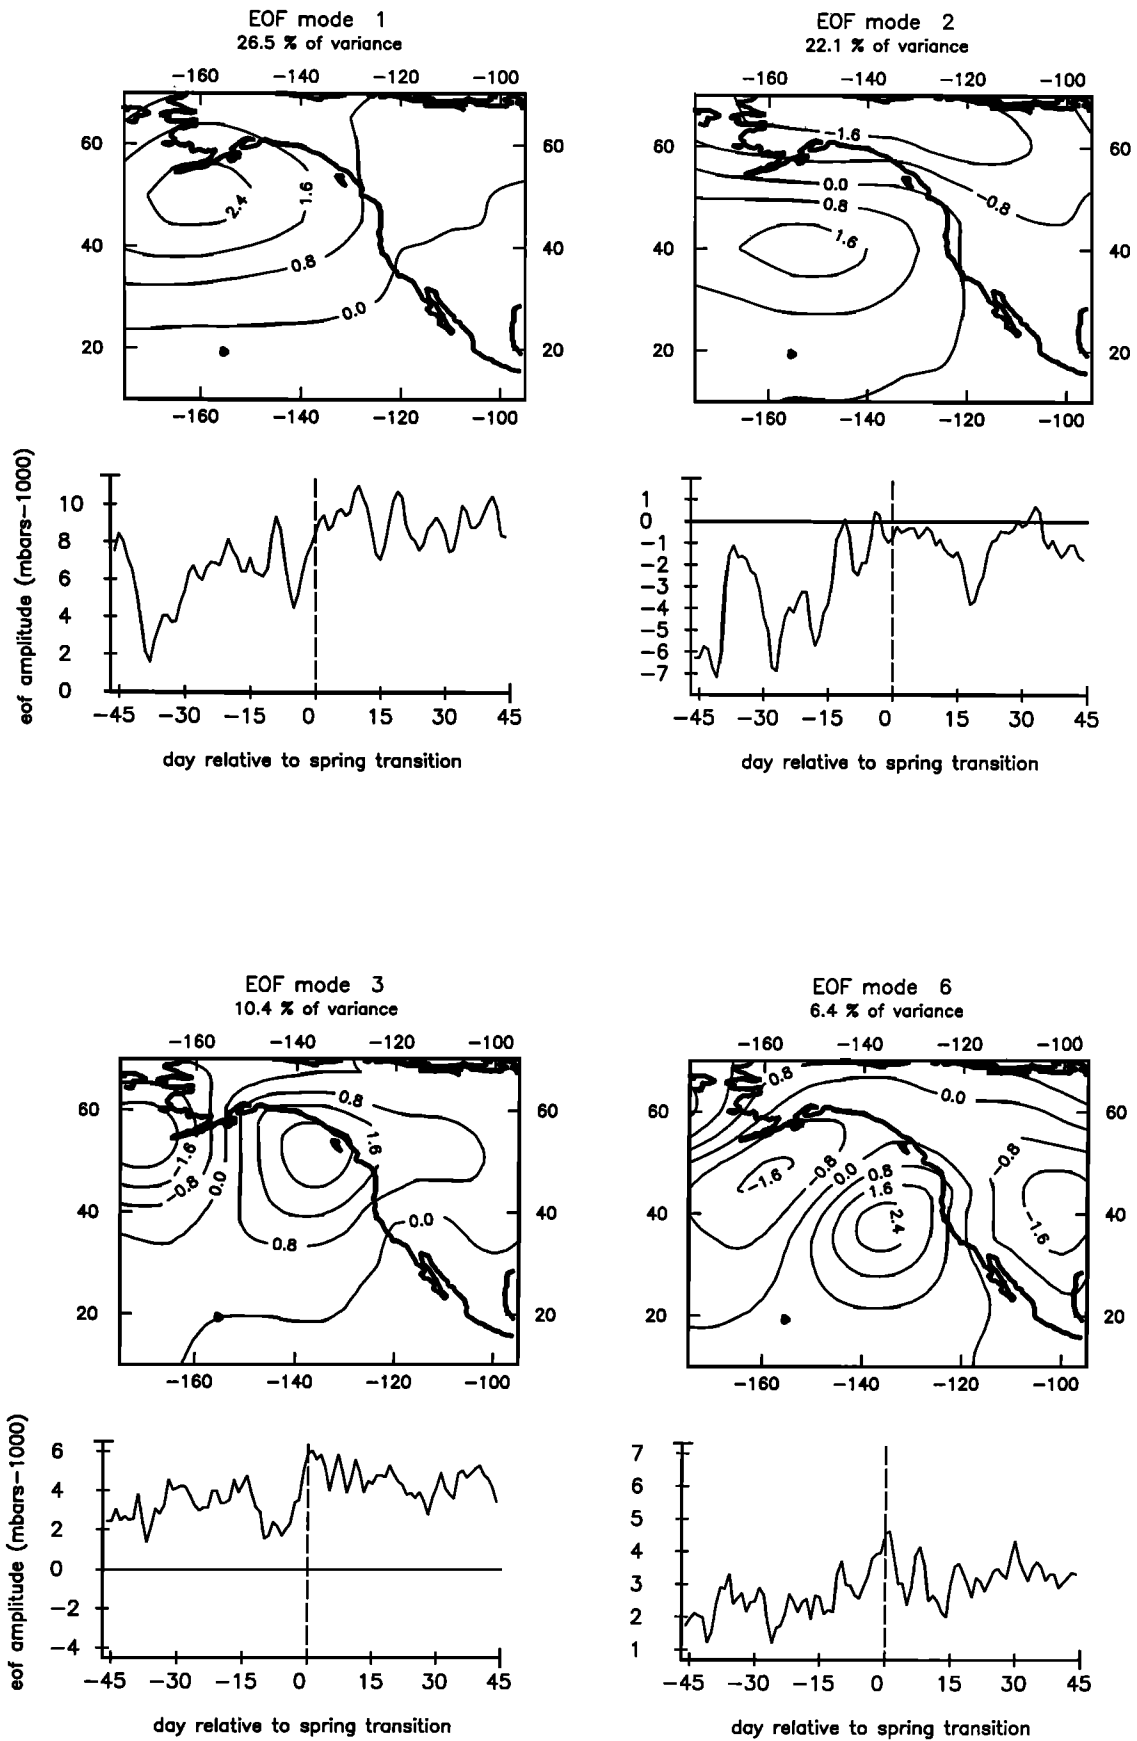 EOF mode 1
26.5 % of variance
-160 -140 -120 -100
60 60
40 40
20 20
-160 -140 -120 -100
2.4
1.6
0.8
0.0
EOF mode 2
22.1 % of variance
-160 -140 -120 -100
60 60
40 40
20 20
-160 -140 -120 -100
-1.6
0.0
-0.8
0.8
1.6
eof amplitude (mbars-1000)
10
8
6
4
2
0
-45 -30 -15 0 15 30 45
day relative to spring transition
1
0
-1
-2
-3
-4
-5
-6
-7
-45 -30 -15 0 15 30 45
day relative to spring transition
EOF mode 3
10.4 % of variance
-160 -140 -120 -100
60 60
40 40
20 20
-160 -140 -120 -100
0.8
1.6
-1.6
-0.8
0.0
0.0
0.8
EOF mode 6
6.4 % of variance
-160 -140 -120 -100
60 60
40 40
20 20
-160 -140 -120 -100
0.8
0.0
-0.8
-1.6
-0.8
0.0
0.8
1.6
2.4
-1.6
eof amplitude (mbars-1000)
6
4
2
0
-2
-4
-45 -30 -15 0 15 30 45
day relative to spring transition
7
6
5
4
3
2
1
-45 -30 -15 0 15 30 45
day relative to spring transition